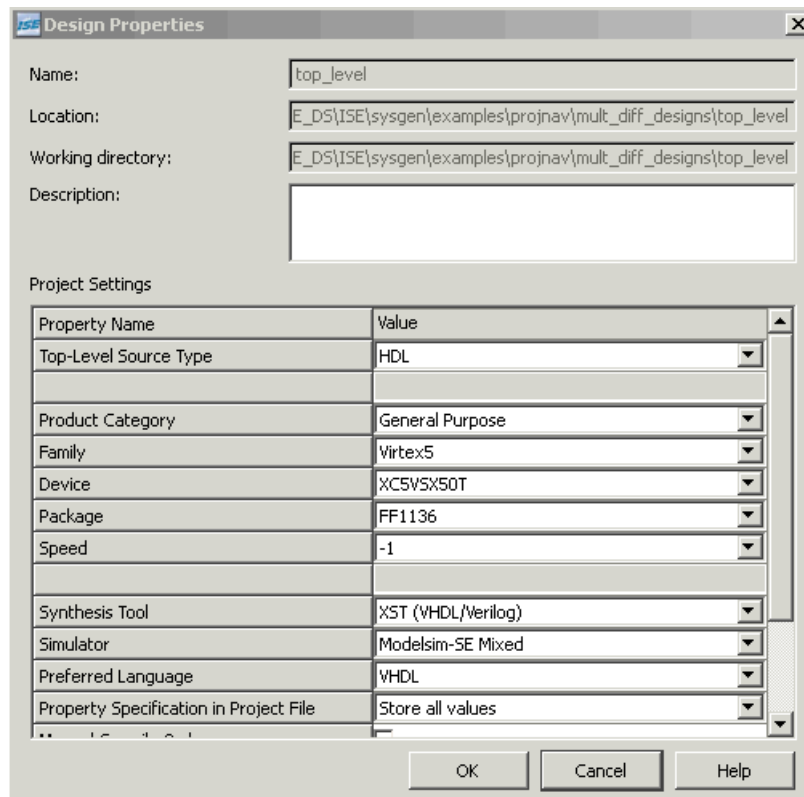 ISE Design Properties
Name: top_level
Location: E_DS\ISE\sysgen\examples\projnav\mult_diff_designs\top_level
Working directory: E_DS\ISE\sysgen\examples\projnav\mult_diff_designs\top_level
Description:
Project Settings
Property Name Value
Top-Level Source Type HDL
Product Category General Purpose
Family Virtex5
Device XC5VSX50T
Package FF1136
Speed -1
Synthesis Tool XST (VHDL/Verilog)
Simulator Modelsim-SE Mixed
Preferred Language VHDL
Property Specification in Project File Store all values
OK Cancel Help